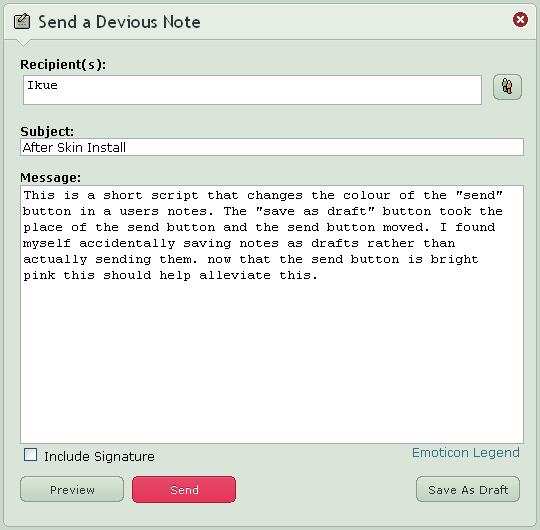 Send a Devious Note
Recipient(s):
Ikue
Subject:
After Skin Install
Message:
This is a short script that changes the colour of the "send"
button in a users notes. The "save as draft" button took the
place of the send button and the send button moved. I found
myself accidentally saving notes as drafts rather than
actually sending them. now that the send button is bright
pink this should help alleviate this.
Include Signature
Emoticon Legend
Preview
Send
Save As Draft